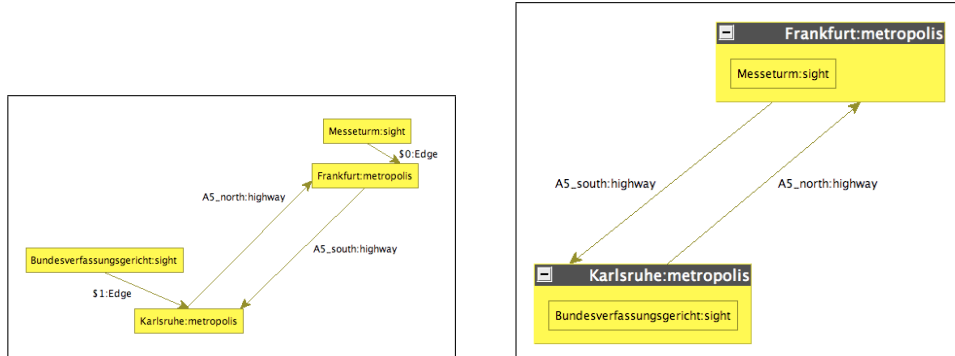 Messeturm:sight
$0:Edge
Frankfurt:metropolis
A5_north:highway
A5_south:highway
Bundesverfassungsgericht:sight
$1:Edge
Karlsruhe:metropolis
Frankfurt:metropolis
Messeturm:sight
A5_south:highway
A5_north:highway
Karlsruhe:metropolis
Bundesverfassungsgericht:sight